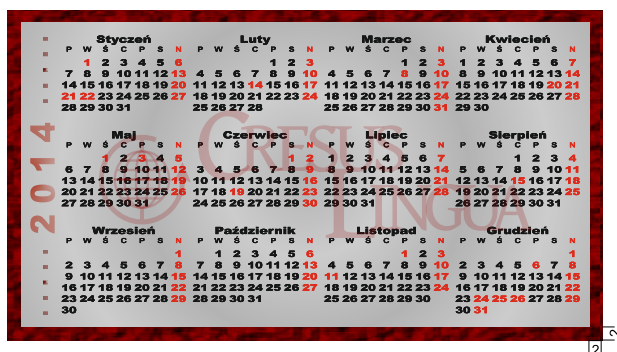 2014
CRESUS
LINGUA
Styczeń Luty Marzec Kwiecień
P W Ś C P S N P W Ś C P S N P W Ś C P S N P W Ś C P S N
1 2 3 4 5 6 1 2 3 1 2 3 1 2 3 4 5 6 7
7 8 9 10 11 12 13 4 5 6 7 8 9 10 4 5 6 7 8 9 10 8 9 10 11 12 13 14
14 15 16 17 18 19 20 11 12 13 14 15 16 17 11 12 13 14 15 16 17 15 16 17 18 19 20 21
21 22 23 24 25 26 27 18 19 20 21 22 23 24 18 19 20 21 22 23 24 22 23 24 25 26 27 28
28 29 30 31 25 26 27 28 25 26 27 28 29 30 31 29 30
Maj Czerwiec Lipiec Sierpień
P W Ś C P S N P W Ś C P S N P W Ś C P S N P W Ś C P S N
1 2 3 4 5 1 2 1 2 3 4 5 6 7 1 2 3 4
6 7 8 9 10 11 12 3 4 5 6 7 8 9 8 9 10 11 12 13 14 5 6 7 8 9 10 11
13 14 15 16 17 18 19 10 11 12 13 14 15 16 15 16 17 18 19 20 21 12 13 14 15 16 17 18
20 21 22 23 24 25 26 17 18 19 20 21 22 23 22 23 24 25 26 27 28 19 20 21 22 23 24 25
27 28 29 30 31 24 25 26 27 28 29 30 29 30 31 26 27 28 29 30 31
Wrzesień Październik Listopad Grudzień
P W Ś C P S N P W Ś C P S N P W Ś C P S N P W Ś C P S N
1 1 2 3 4 5 6 1 2 3 1
2 3 4 5 6 7 8 7 8 9 10 11 12 13 4 5 6 7 8 9 10 2 3 4 5 6 7 8
9 10 11 12 13 14 15 14 15 16 17 18 19 20 11 12 13 14 15 16 17 9 10 11 12 13 14 15
16 17 18 19 20 21 22 21 22 23 24 25 26 27 18 19 20 21 22 23 24 16 17 18 19 20 21 22
23 24 25 26 27 28 29 28 29 30 31 25 26 27 28 29 30 23 24 25 26 27 28 29
30 30 31
2
2